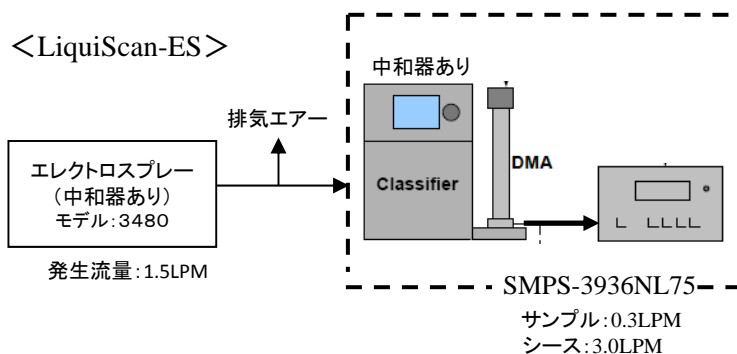 ＜LiquiScan-ES＞
中和器あり
排気エアー
エレクトロスプレー
（中和器あり）
モデル：３４８０
発生流量：1.5LPM
Classifier
DMA
SMPS-3936NL75
サンプル：0.3LPM
シース：3.0LPM